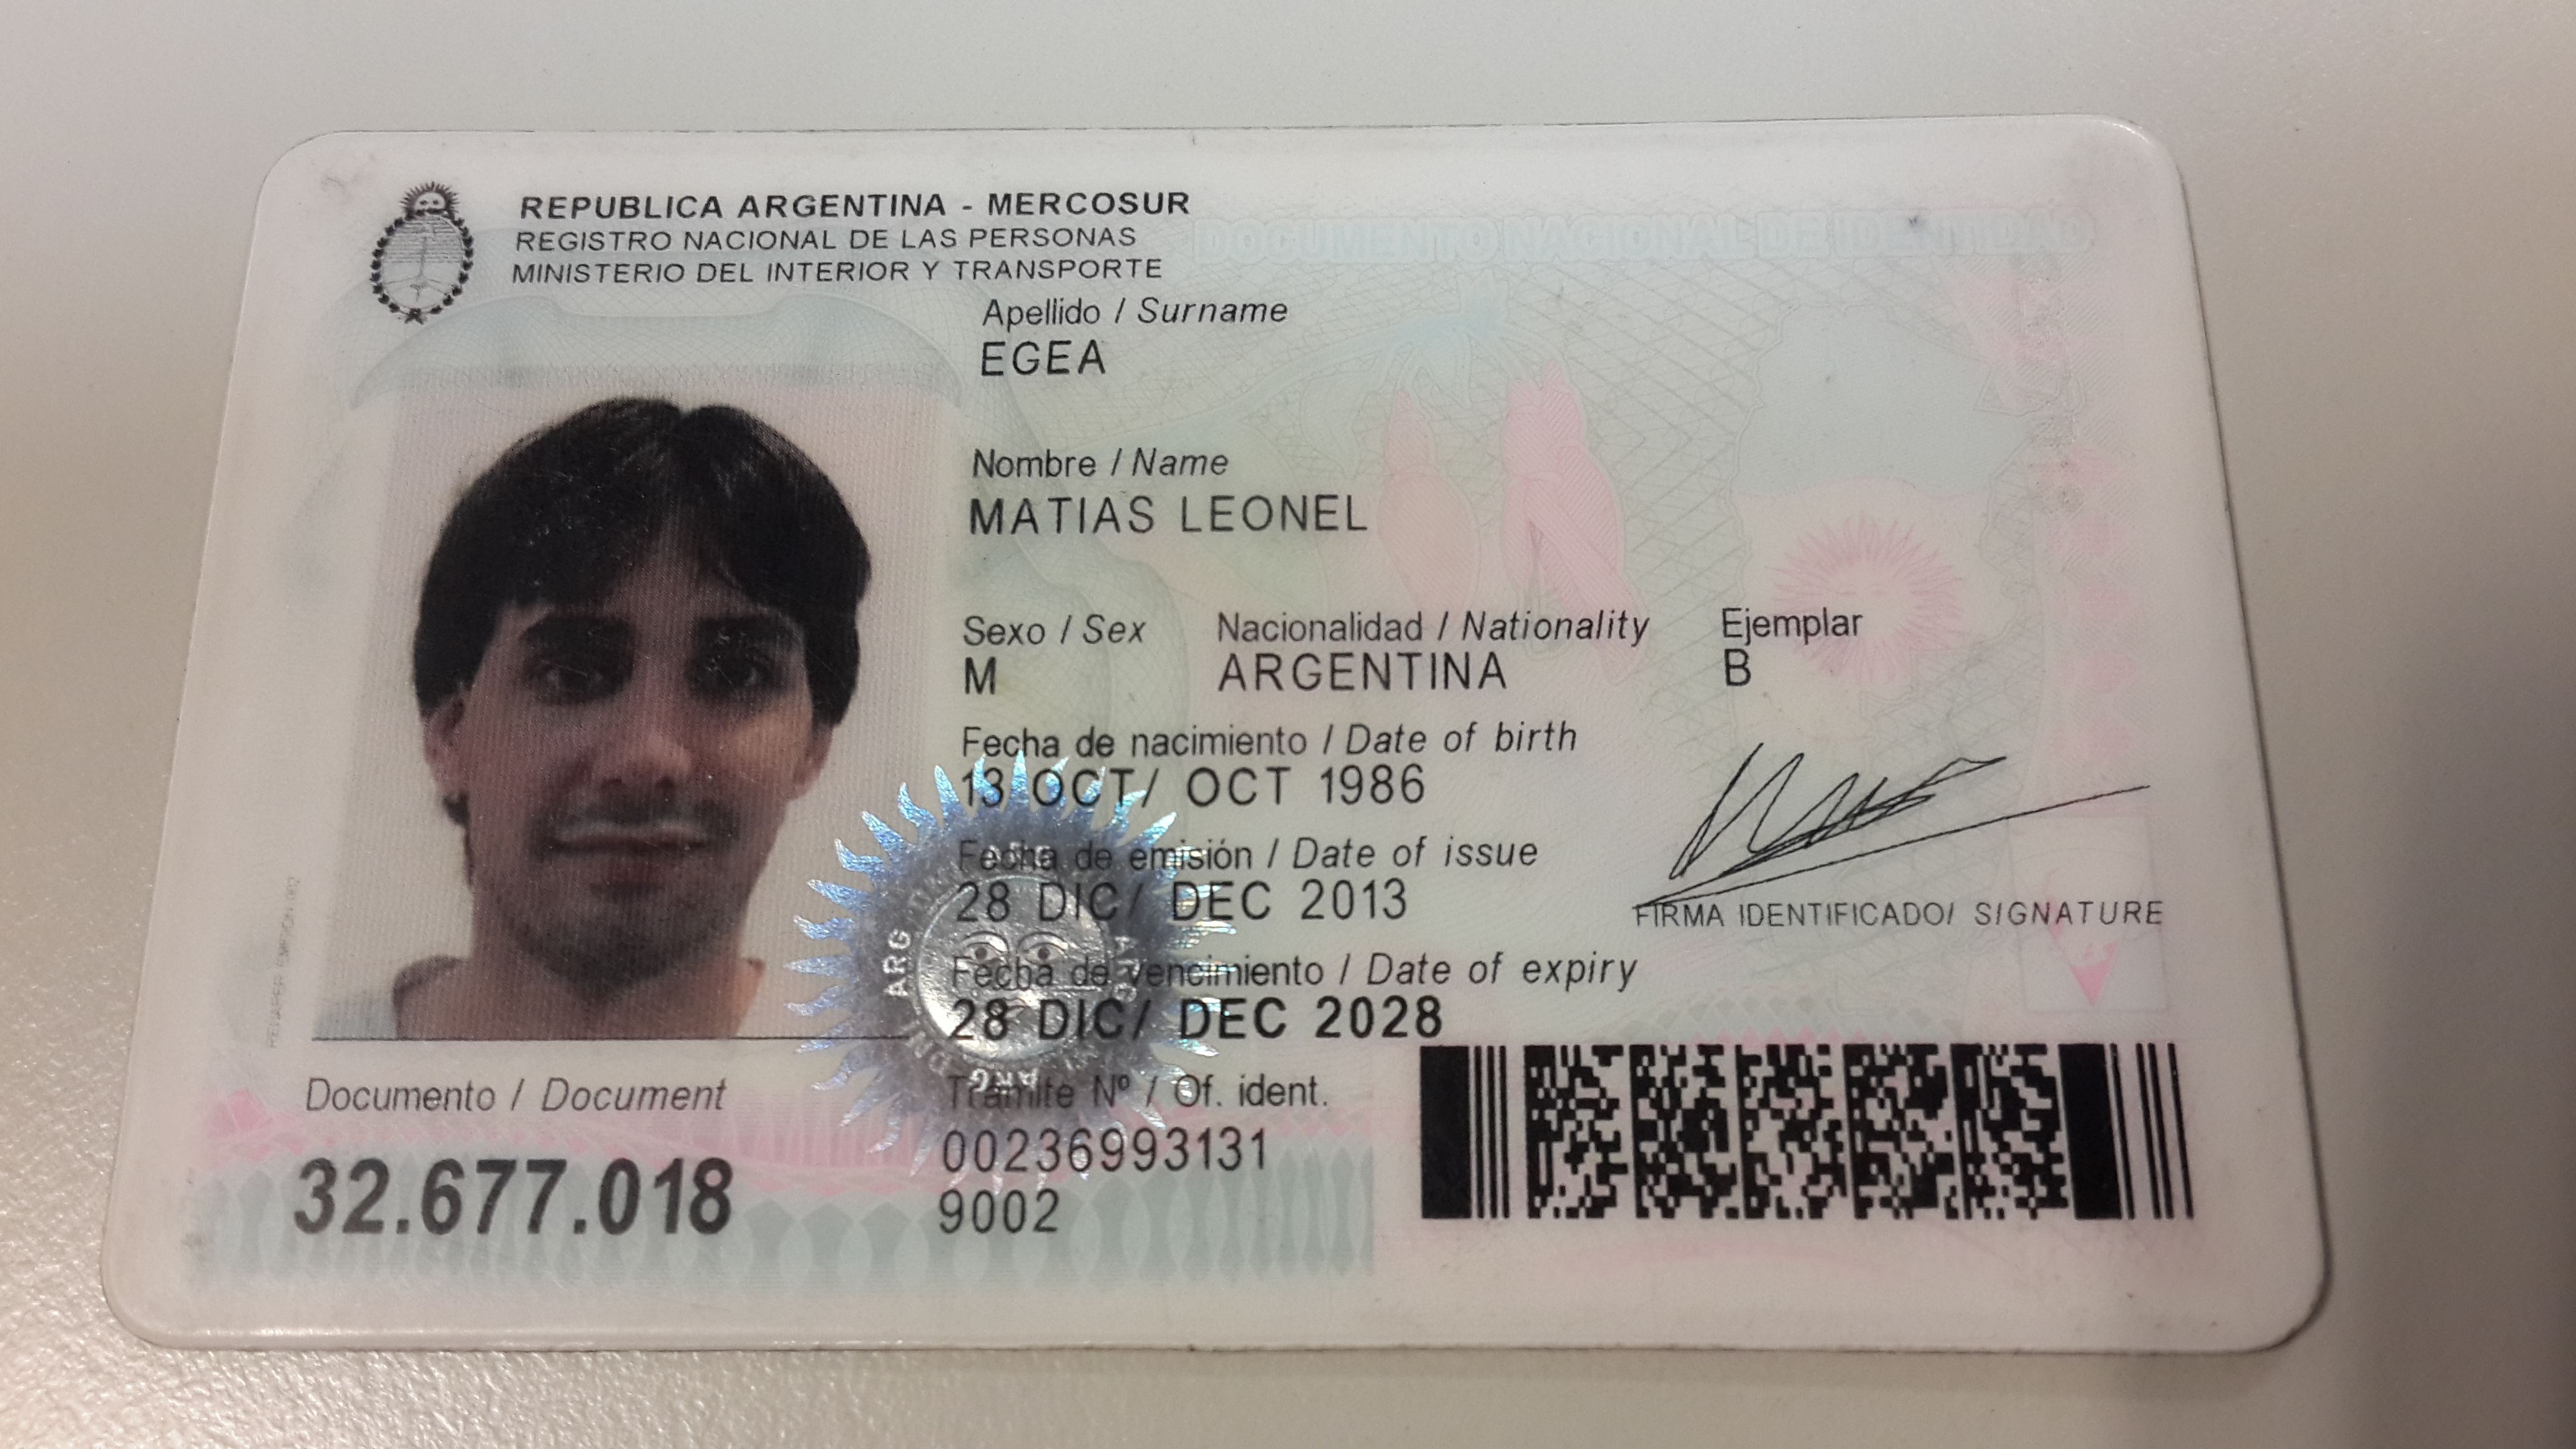 REPUBLICA ARGENTINA - MERCOSUR
REGISTRO NACIONAL DE LAS PERSONAS
MINISTERIO DEL INTERIOR Y TRANSPORTE
DOCUMENTO NACIONAL DE IDENTIDAD
Apellido / Surname
EGEA
Nombre / Name
MATIAS LEONEL
Sexo / Sex Nacionalidad / Nationality Ejemplar
M ARGENTINA B
Fecha de nacimiento / Date of birth
13 OCT/ OCT 1986
Fecha de emisión / Date of issue
28 DIC/ DEC 2013
FIRMA IDENTIFICADO/ SIGNATURE
Fecha de vencimiento / Date of expiry
28 DIC/ DEC 2028
ARG
ARG
Documento / Document
32.677.018
Trámite Nº / Of. ident.
00236993131
9002